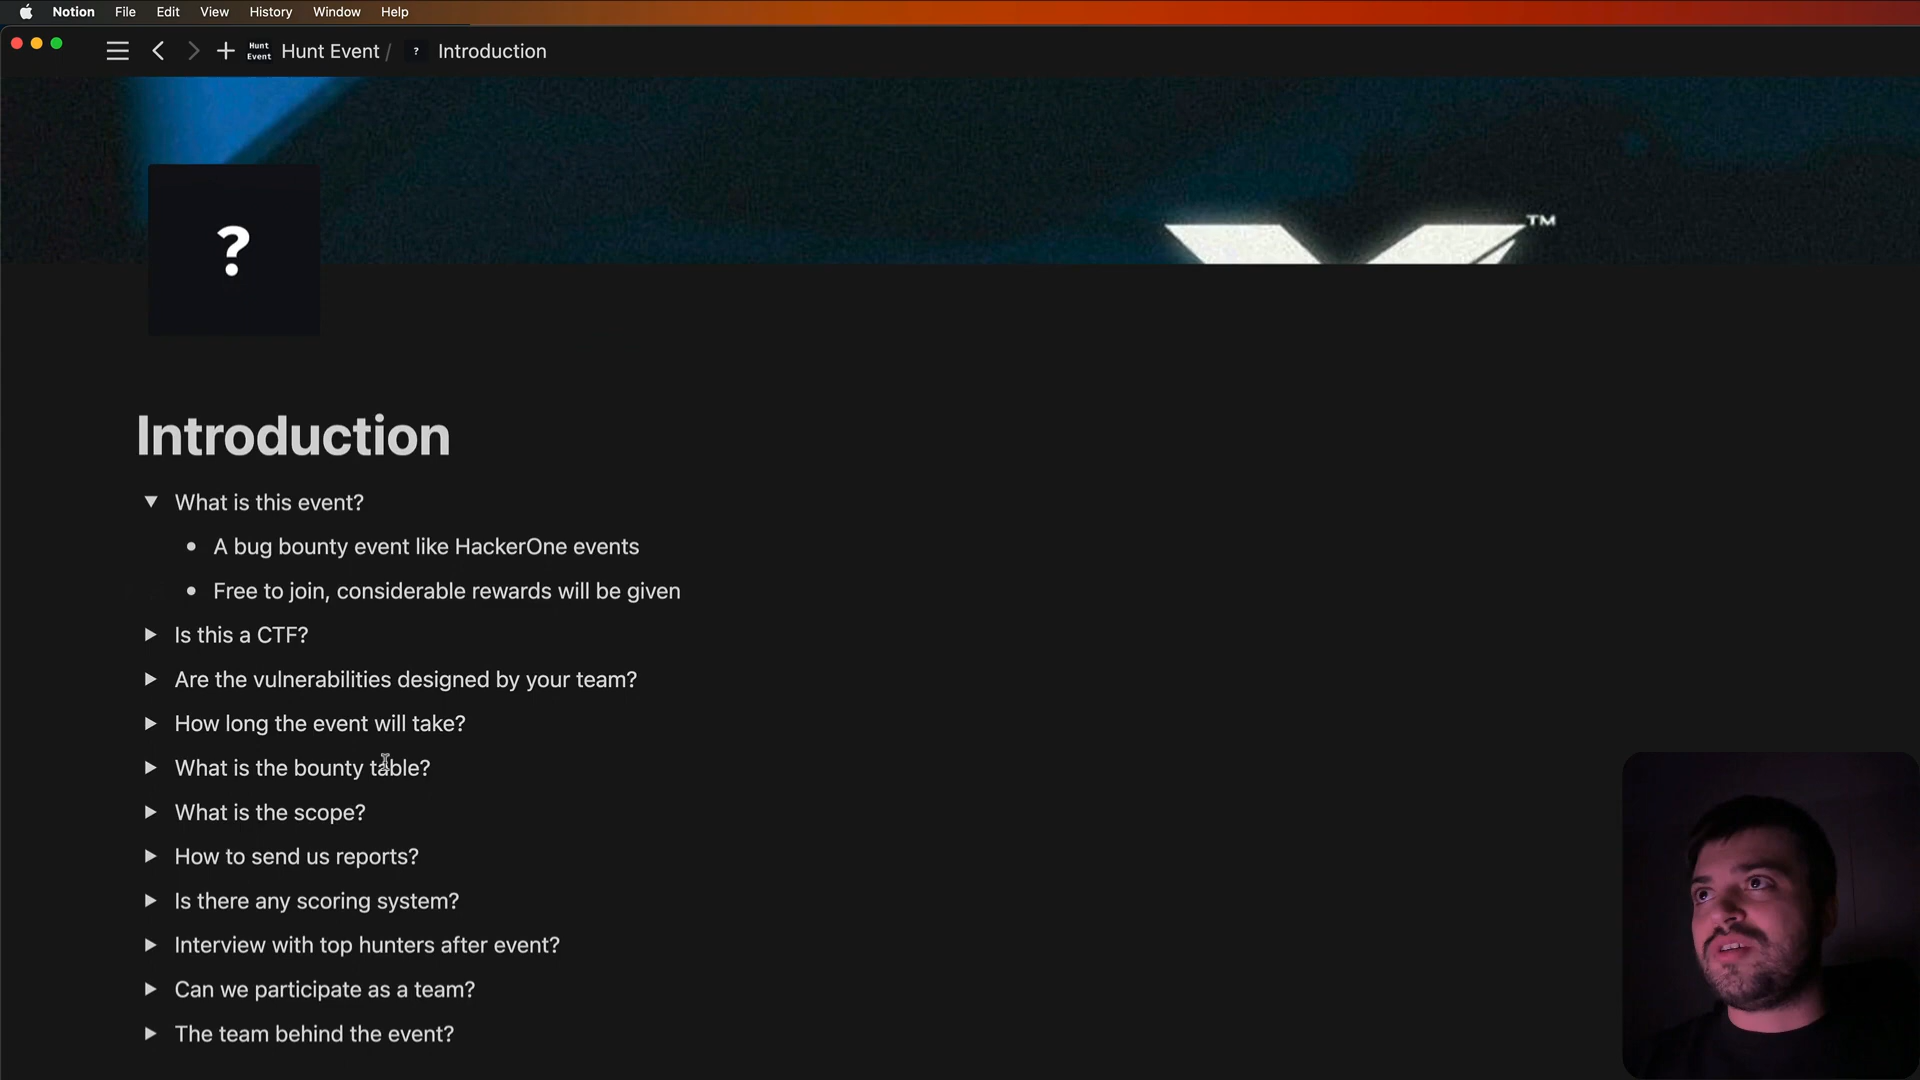 Notion File Edit View History Window Help
Hunt Event Hunt Event / ? Introduction
TM
?
Introduction
What is this event?
A bug bounty event like HackerOne events
Free to join, considerable rewards will be given
Is this a CTF?
Are the vulnerabilities designed by your team?
How long the event will take?
What is the bounty table?
What is the scope?
How to send us reports?
Is there any scoring system?
Interview with top hunters after event?
Can we participate as a team?
The team behind the event?